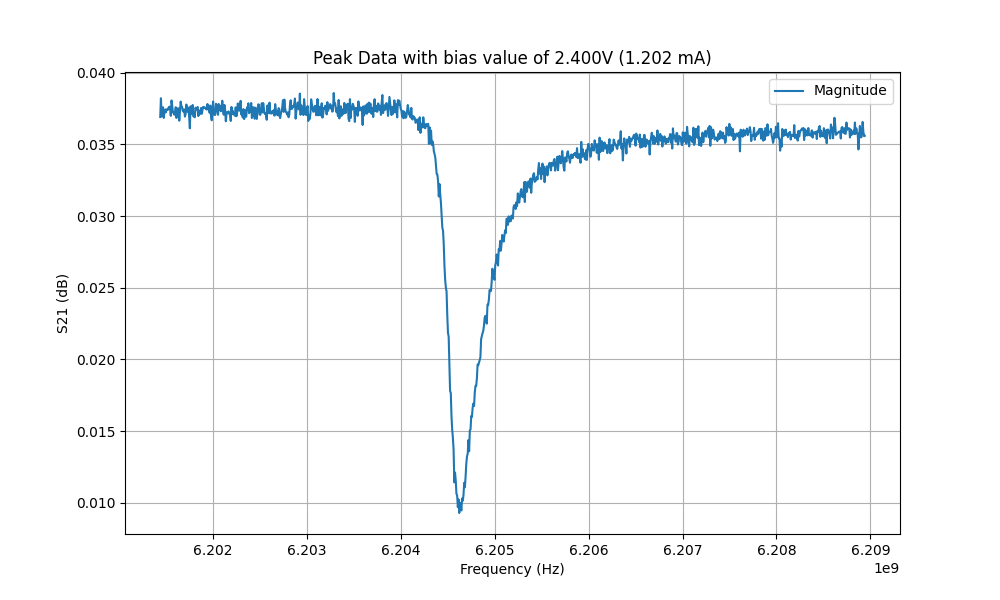 Peak Data with bias value of 2.400V (1.202 mA)
Magnitude
0.040
0.035
0.030
0.025
0.020
0.015
0.010
S21 (dB)
6.202 6.203 6.204 6.205 6.206 6.207 6.208 6.209
Frequency (Hz)
1e9